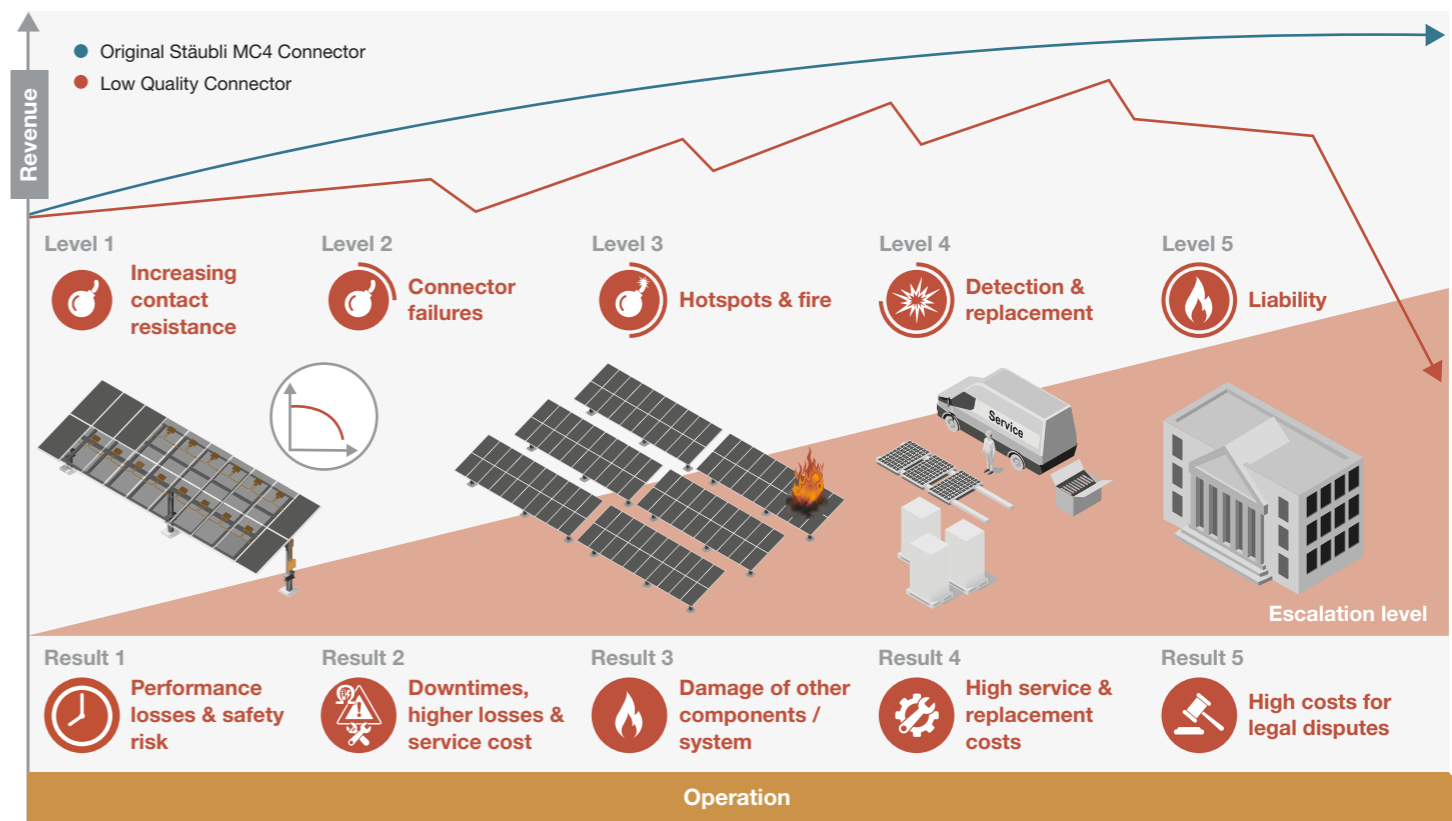 Revenue
Original Stäubli MC4 Connector
Low Quality Connector
Level 1
Increasing
contact
resistance
Level 2
Connector
failures
Level 3
Hotspots & fire
Level 4
Detection &
replacement
Level 5
Liability
Service
Escalation level
Result 1
Performance
losses & safety
risk
Result 2
Downtimes,
higher losses &
service cost
Result 3
Damage of other
components /
system
Result 4
High service &
replacement
costs
Result 5
High costs for
legal disputes
Operation